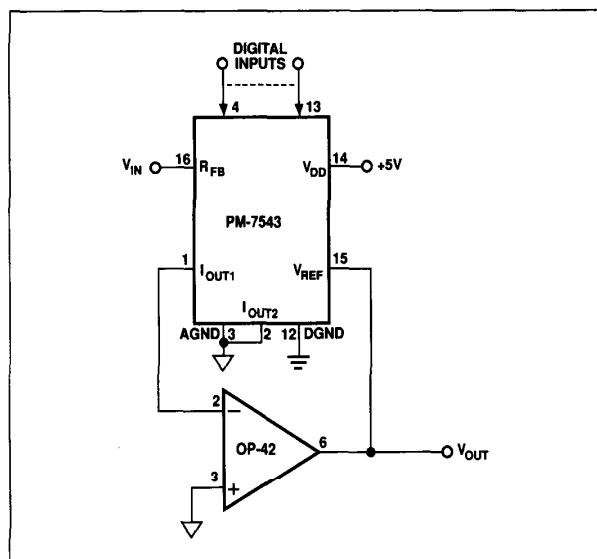 DIGITAL
INPUTS
4 13
VIN 16 RFB VDD 14 +5V
PM-7543
1 IOUT1 VREF 15
IOUT2
AGND 3 2 12 DGND
2 −
OP-42 6 VOUT
3 +